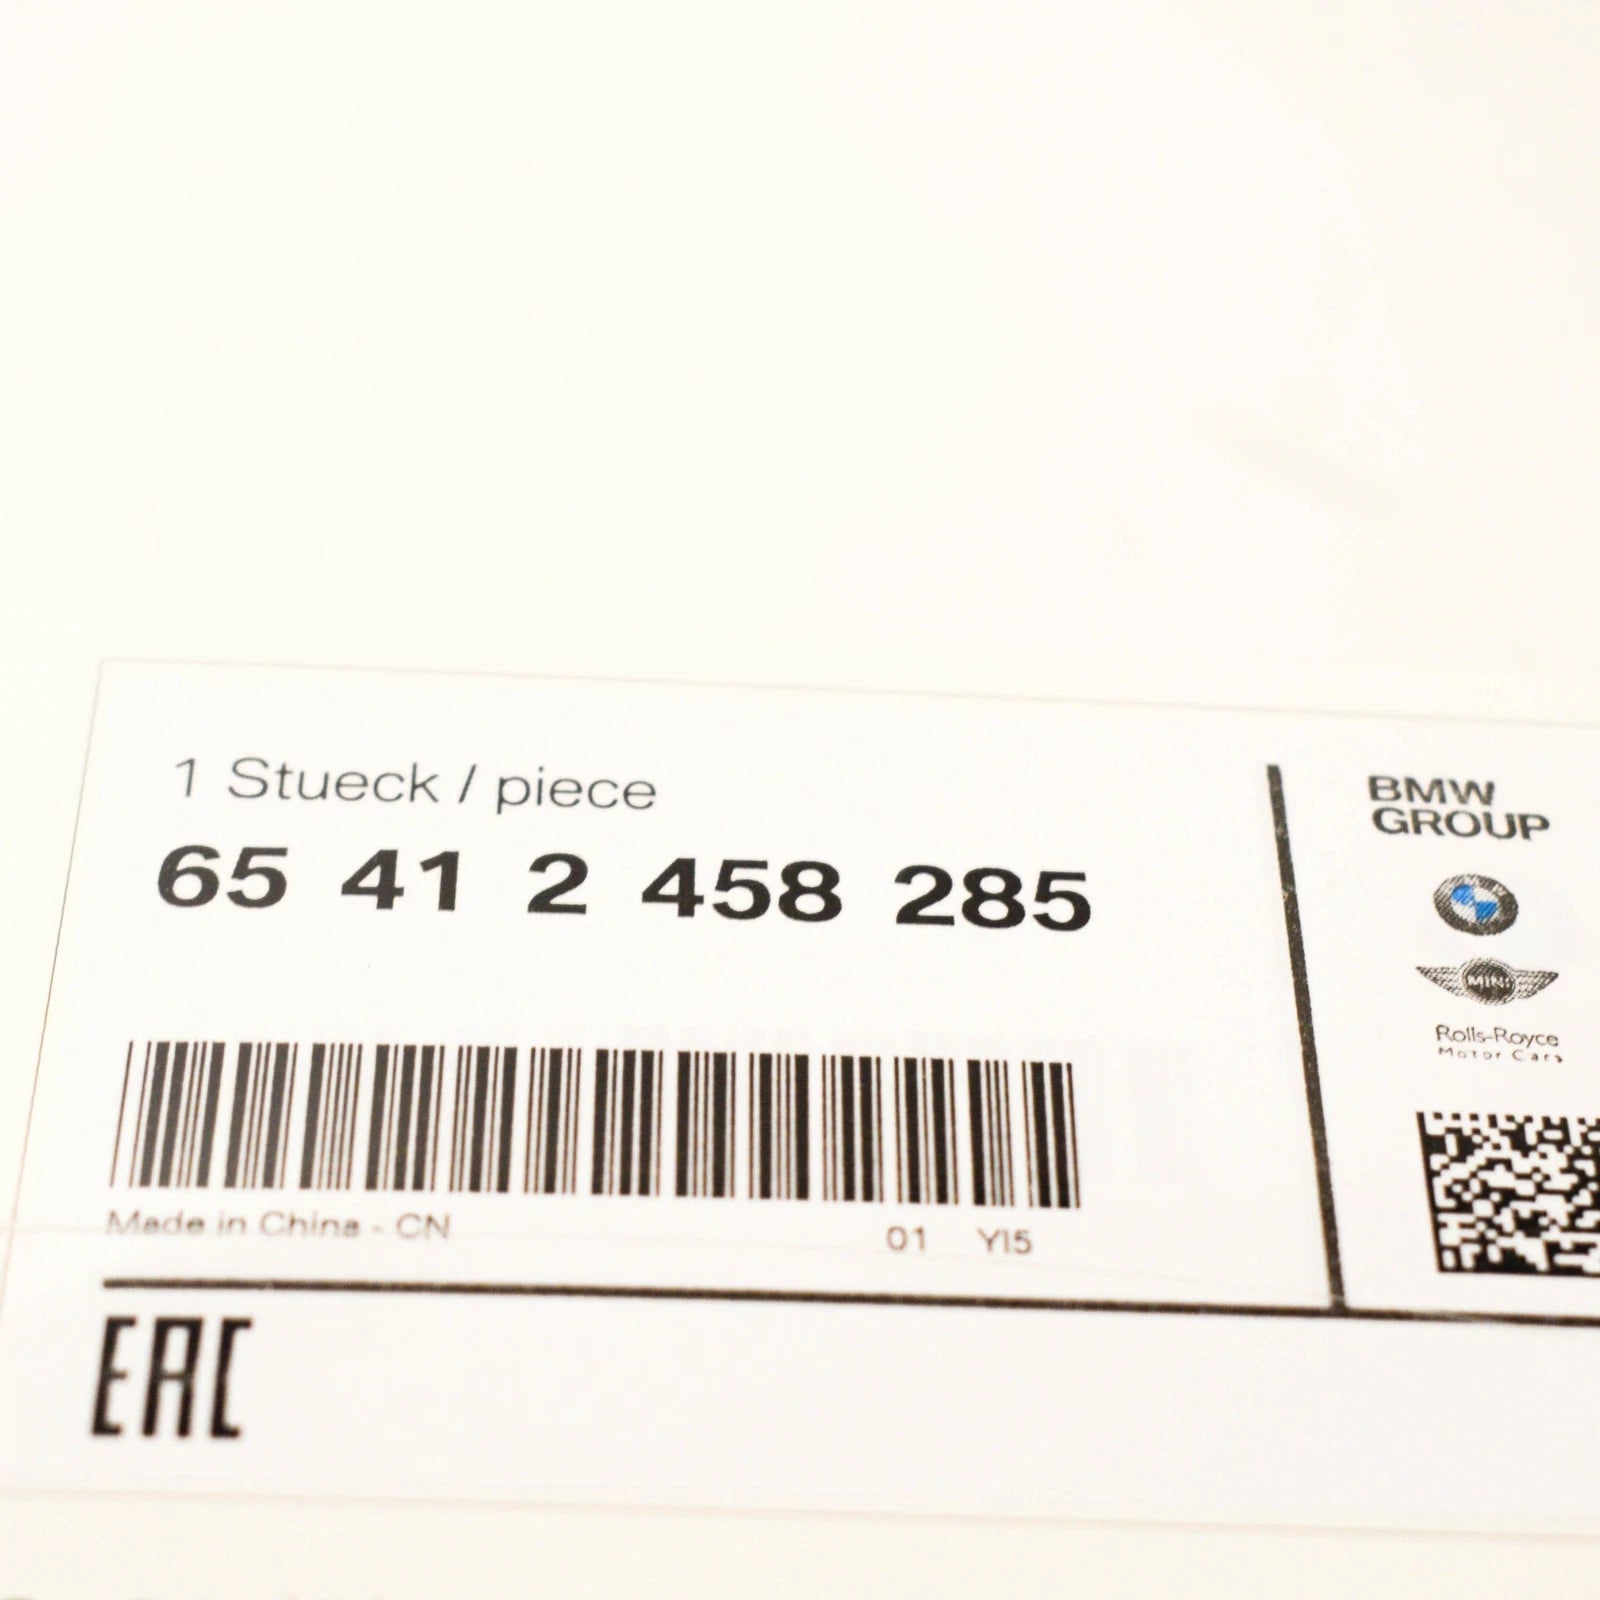 1 Stueck / piece
65 41 2 458 285
Made in China - CN
01 YI5
EAC
BMW
GROUP
MINI
Rolls-Royce
Motor Cars